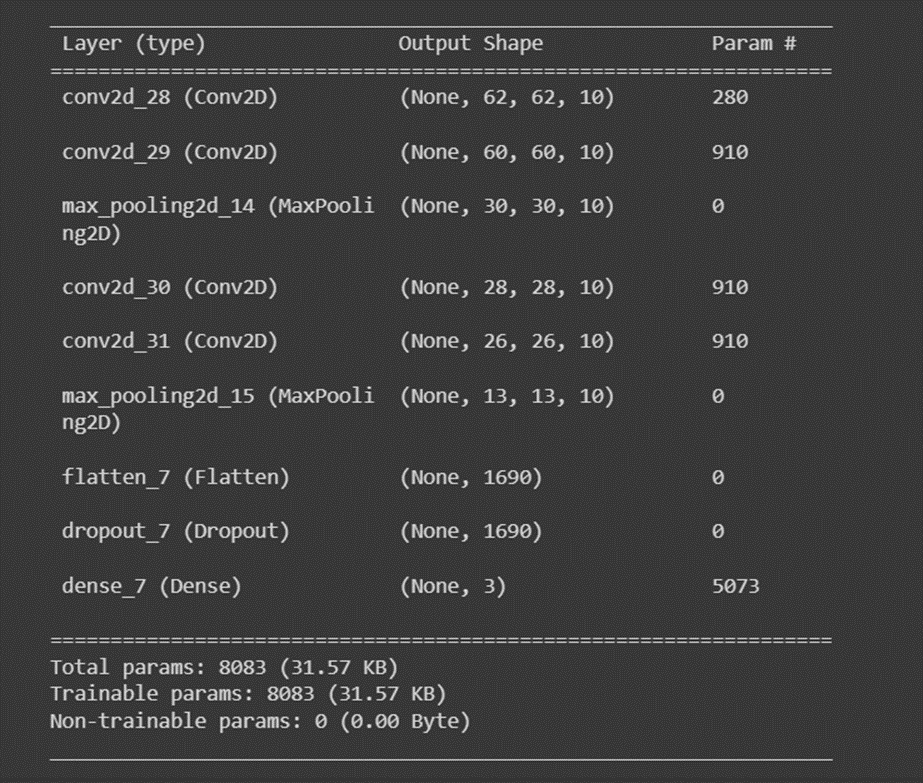 Layer (type) Output Shape Param #
=================================================================
conv2d_28 (Conv2D) (None, 62, 62, 10) 280
conv2d_29 (Conv2D) (None, 60, 60, 10) 910
max_pooling2d_14 (MaxPooli (None, 30, 30, 10) 0
ng2D)
conv2d_30 (Conv2D) (None, 28, 28, 10) 910
conv2d_31 (Conv2D) (None, 26, 26, 10) 910
max_pooling2d_15 (MaxPooli (None, 13, 13, 10) 0
ng2D)
flatten_7 (Flatten) (None, 1690) 0
dropout_7 (Dropout) (None, 1690) 0
dense_7 (Dense) (None, 3) 5073
=================================================================
Total params: 8083 (31.57 KB)
Trainable params: 8083 (31.57 KB)
Non-trainable params: 0 (0.00 Byte)